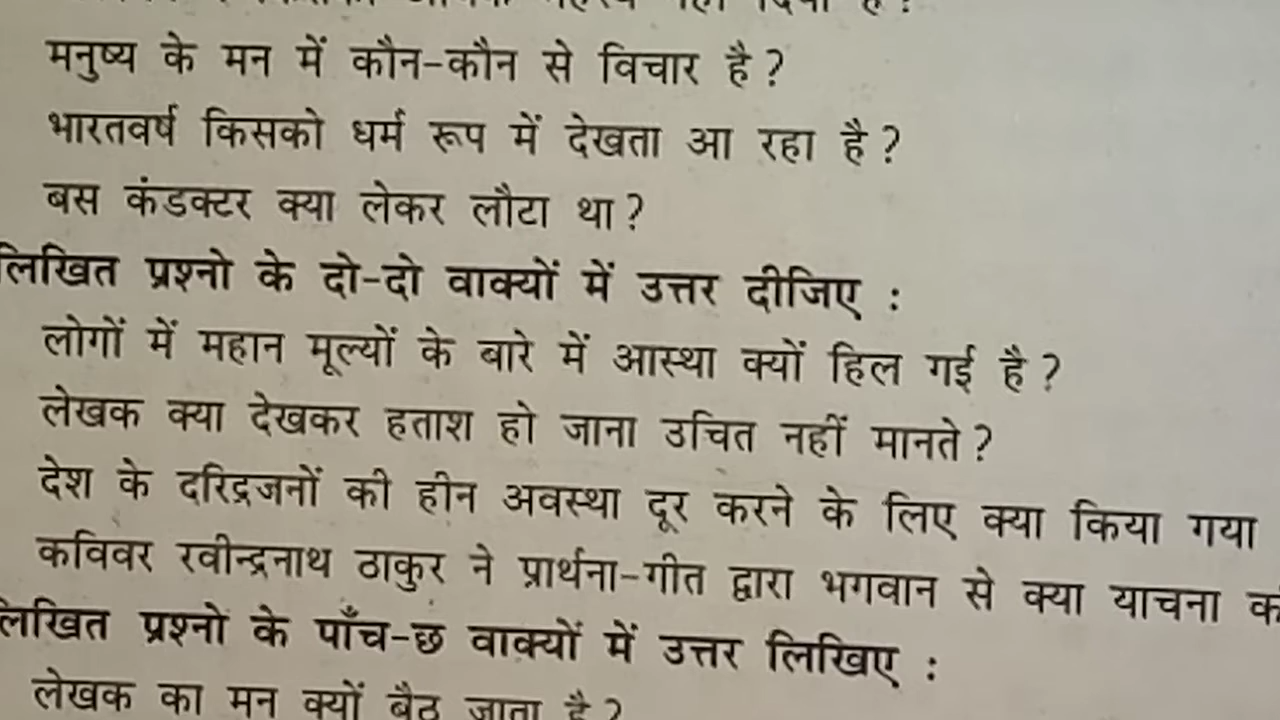 मनुष्य के मन में कौन-कौन से विचार है ?
भारतवर्ष किसको धर्म रूप में देखता आ रहा है ?
बस कंडक्टर क्या लेकर लौटा था ?
लिखित प्रश्नो के दो-दो वाक्यों में उत्तर दीजिए :
लोगों में महान मूल्यों के बारे में आस्था क्यों हिल गई है ?
लेखक क्या देखकर हताश हो जाना उचित नहीं मानते ?
देश के दरिद्रजनों की हीन अवस्था दूर करने के लिए क्या किया गया
कविवर रवीन्द्रनाथ ठाकुर ने प्रार्थना-गीत द्वारा भगवान से क्या याचना क
लिखित प्रश्नो के पाँच-छ वाक्यों में उत्तर लिखिए :
लेखक का मन क्यों बैठ जाता है ?